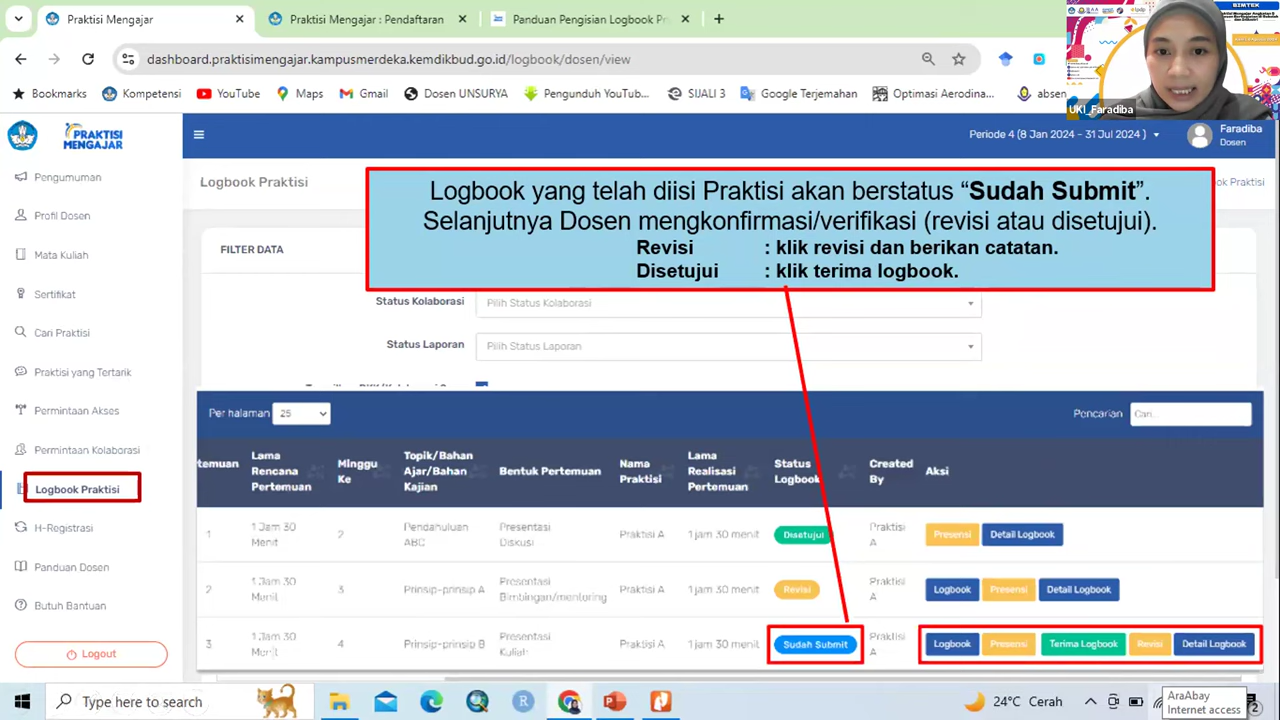 Praktisi Mengajar
Praktisi Mengajar : Pendaftaran
Panduan Pengisian Logbook Pr
dashboard.praktisimengajar.kampusmerdeka.kemdikbud.go.id/logbook/dosen/view
Bookmarks
Kompetensi
YouTube
Maps
Gmail
Dosen UNSURYA
Pengunduh YouTub...
SIJALI 3
Google Terjemahan
Optimasi Aerodina...
absen
BIMTEK
UKI_Faradiba
PRAKTISI
MENGAJAR
Periode 4 (8 Jan 2024 - 31 Jul 2024 )
Faradiba
Dosen
Pengumuman
Profil Dosen
Mata Kuliah
Sertifikat
Cari Praktisi
Praktisi yang Tertarik
Permintaan Akses
Permintaan Kolaborasi
Logbook Praktisi
H-Registrasi
Panduan Dosen
Butuh Bantuan
Logout
Logbook Praktisi
ook Praktisi
Logbook yang telah diisi Praktisi akan berstatus “Sudah Submit”.
Selanjutnya Dosen mengkonfirmasi/verifikasi (revisi atau disetujui).
Revisi : klik revisi dan berikan catatan.
Disetujui : klik terima logbook.
FILTER DATA
Status Kolaborasi Pilih Status Kolaborasi
Status Laporan Pilih Status Laporan
Per halaman 25
Pencarian Cari...
temuan
Lama
Rencana
Pertemuan
Minggu
Ke
Topik/Bahan
Ajar/Bahan
Kajian
Bentuk Pertemuan
Nama
Praktisi
Lama
Realisasi
Pertemuan
Status
Logbook
Created
By
Aksi
1
1 Jam 30
Menit
2
Pendahuluan
ABC
Presentasi
Diskusi
Praktisi A
1 jam 30 menit
Disetujui
Praktisi
A
Presensi
Detail Logbook
2
1 Jam 30
Menit
3
Prinsip-prinsip A
Presentasi
Bimbingan/mentoring
Praktisi A
1 jam 30 menit
Revisi
Praktisi
A
Logbook
Presensi
Detail Logbook
3
1 Jam 30
Menit
4
Prinsip-prinsip B
Presentasi
Kuliah
Praktisi A
1 jam 30 menit
Sudah Submit
Praktisi
A
Logbook
Presensi
Terima Logbook
Revisi
Detail Logbook
Type here to search
24°C Cerah
AraAbay
Internet access
2